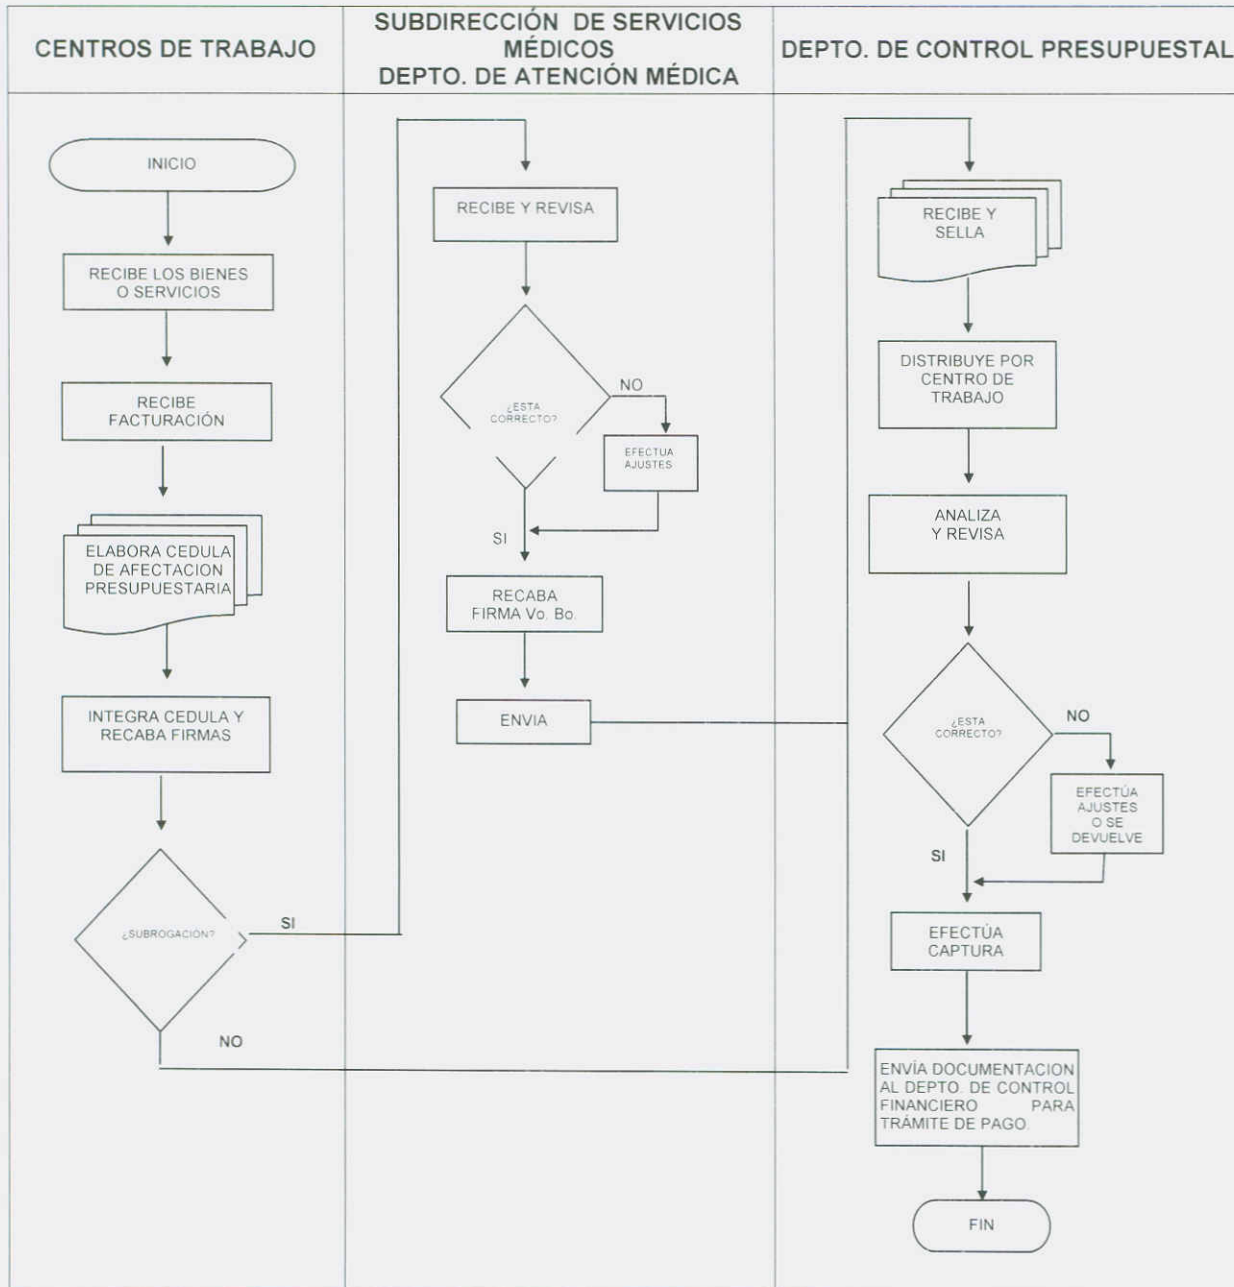 CENTROS DE TRABAJO
SUBDIRECCIÓN DE SERVICIOS
MÉDICOS
DEPTO. DE ATENCIÓN MÉDICA
DEPTO. DE CONTROL PRESUPUESTAL
INICIO
RECIBE LOS BIENES
O SERVICIOS
RECIBE
FACTURACIÓN
ELABORA CEDULA
DE AFECTACION
PRESUPUESTARIA
INTEGRA CEDULA Y
RECABA FIRMAS
¿SUBROGACION?
SI
NO
RECIBE Y REVISA
¿ESTA
CORRECTO?
NO
EFECTUA
AJUSTES
SI
RECABA
FIRMA Vo. Bo.
ENVIA
RECIBE Y
SELLA
DISTRIBUYE POR
CENTRO DE
TRABAJO
ANALIZA
Y REVISA
¿ESTA
CORRECTO?
NO
EFECTÚA
AJUSTES
O SE
DEVUELVE
SI
EFECTÚA
CAPTURA
ENVÍA DOCUMENTACION
AL DEPTO. DE CONTROL
FINANCIERO PARA
TRÁMITE DE PAGO.
FIN